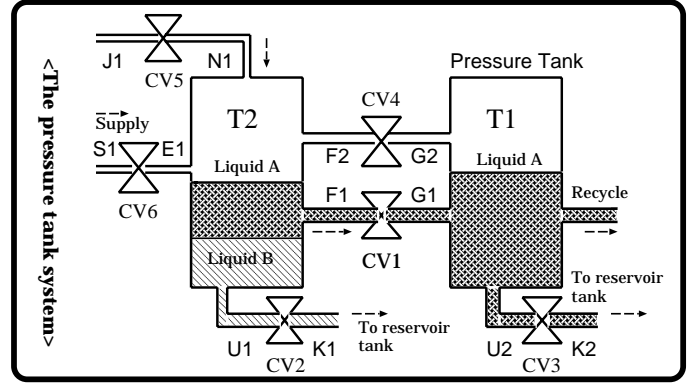 <The pressure tank system>
J1
N1
CV5
Pressure Tank
CV4
Supply
T2
T1
S1
E1
F2
G2
Liquid A
Liquid A
CV6
F1
G1
Recycle
Liquid B
CV1
To reservoir
tank
To reservoir
tank
U1
K1
CV2
U2
K2
CV3